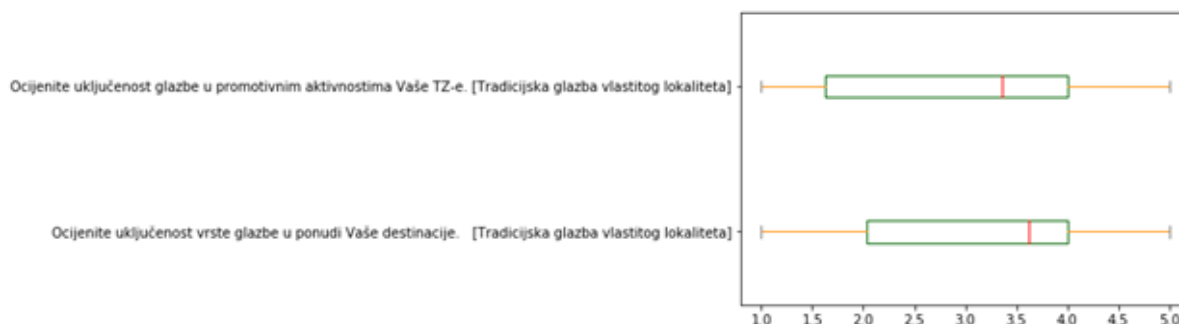 Ocijenite uključenost glazbe u promotivnim aktivnostima Vaše TZ-e. [Tradicijska glazba vlastitog lokaliteta]
Ocijenite uključenost vrste glazbe u ponudi Vaše destinacije.   [Tradicijska glazba vlastitog lokaliteta]
1.0 1.5 2.0 2.5 3.0 3.5 4.0 4.5 5.0